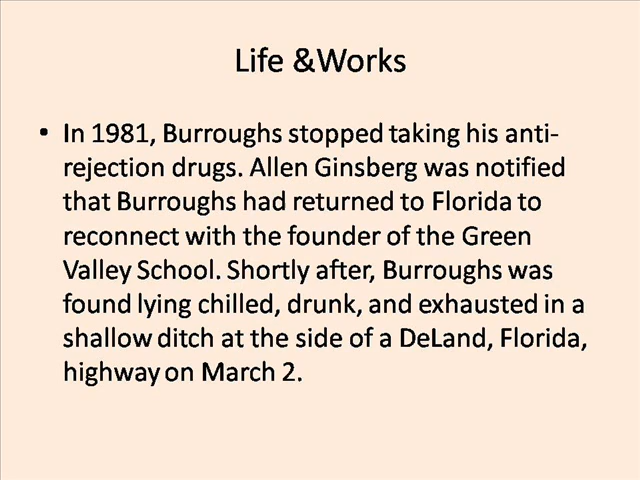 Life &Works
• In 1981, Burroughs stopped taking his anti-
rejection drugs. Allen Ginsberg was notified
that Burroughs had returned to Florida to
reconnect with the founder of the Green
Valley School. Shortly after, Burroughs was
found lying chilled, drunk, and exhausted in a
shallow ditch at the side of a DeLand, Florida,
highway on March 2.